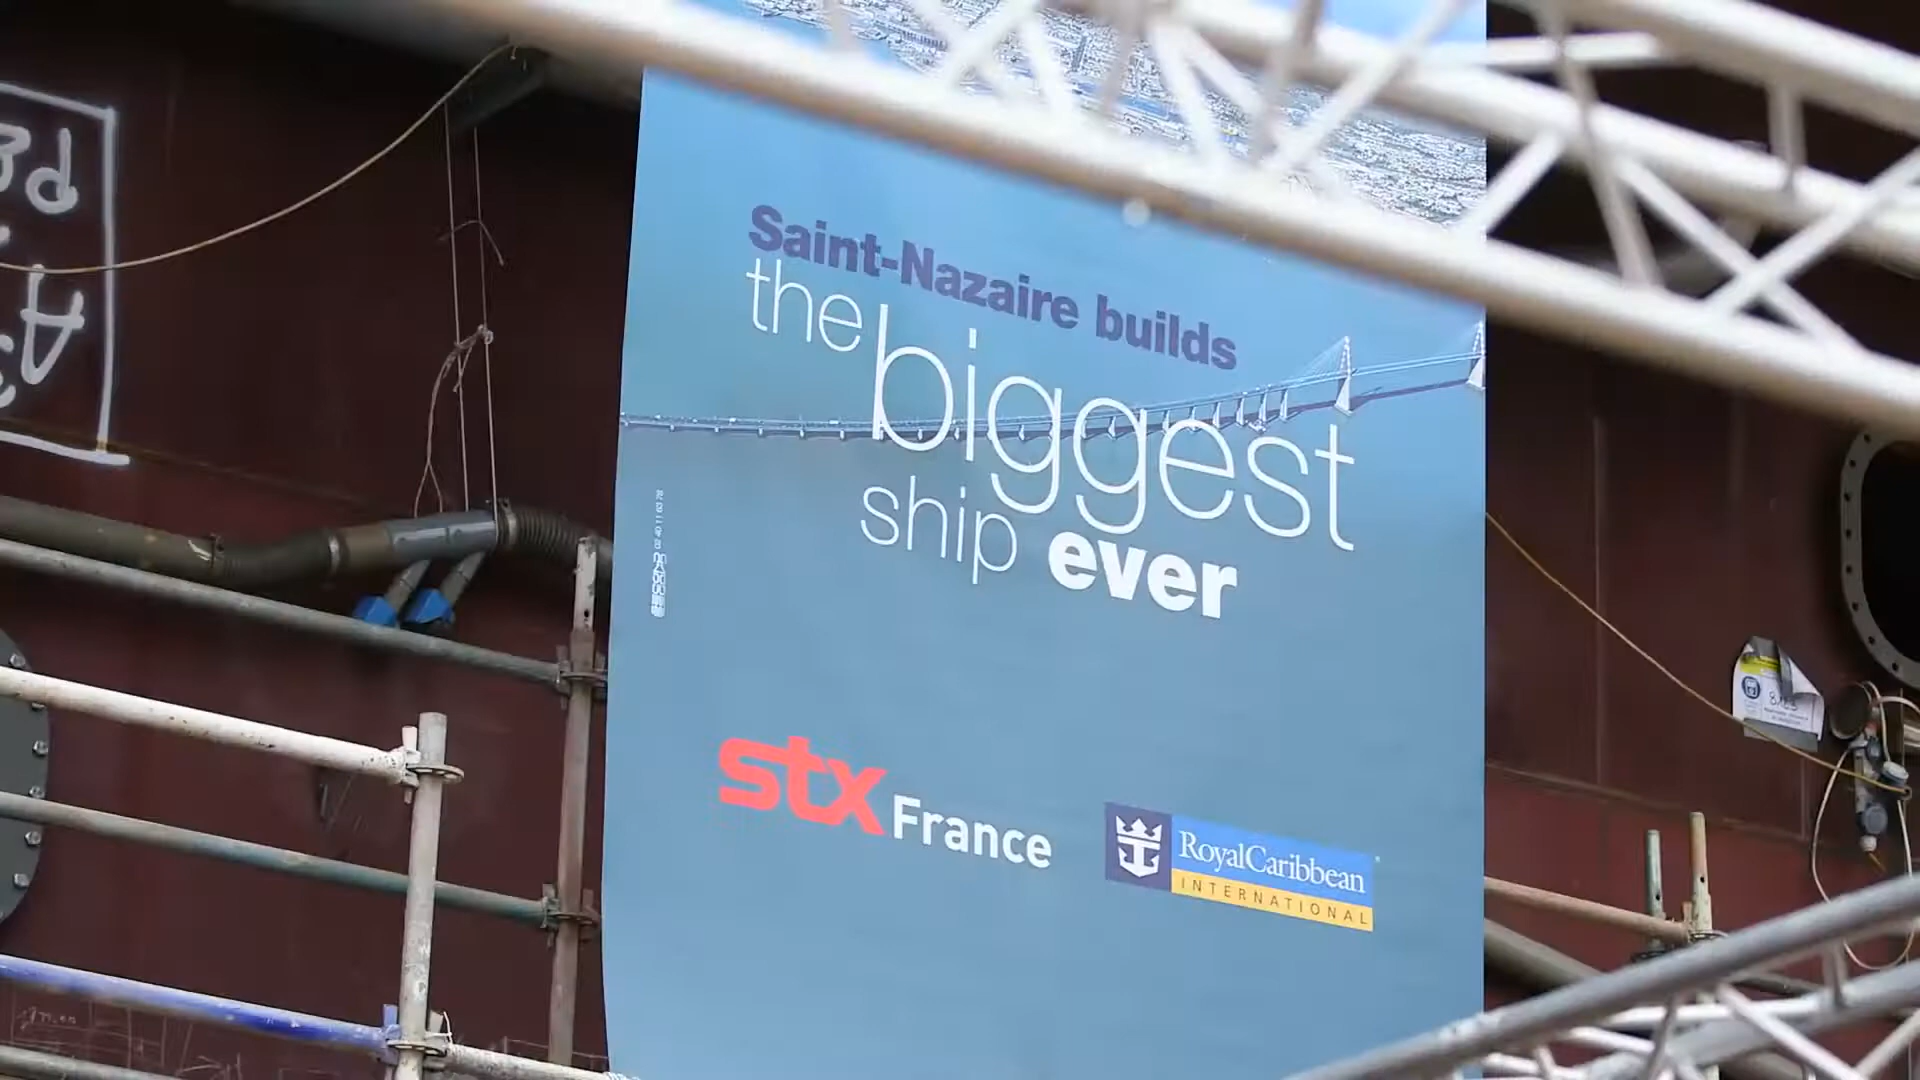 Saint-Nazaire builds
the biggest
ship ever
stx France
RoyalCaribbean
INTERNATIONAL